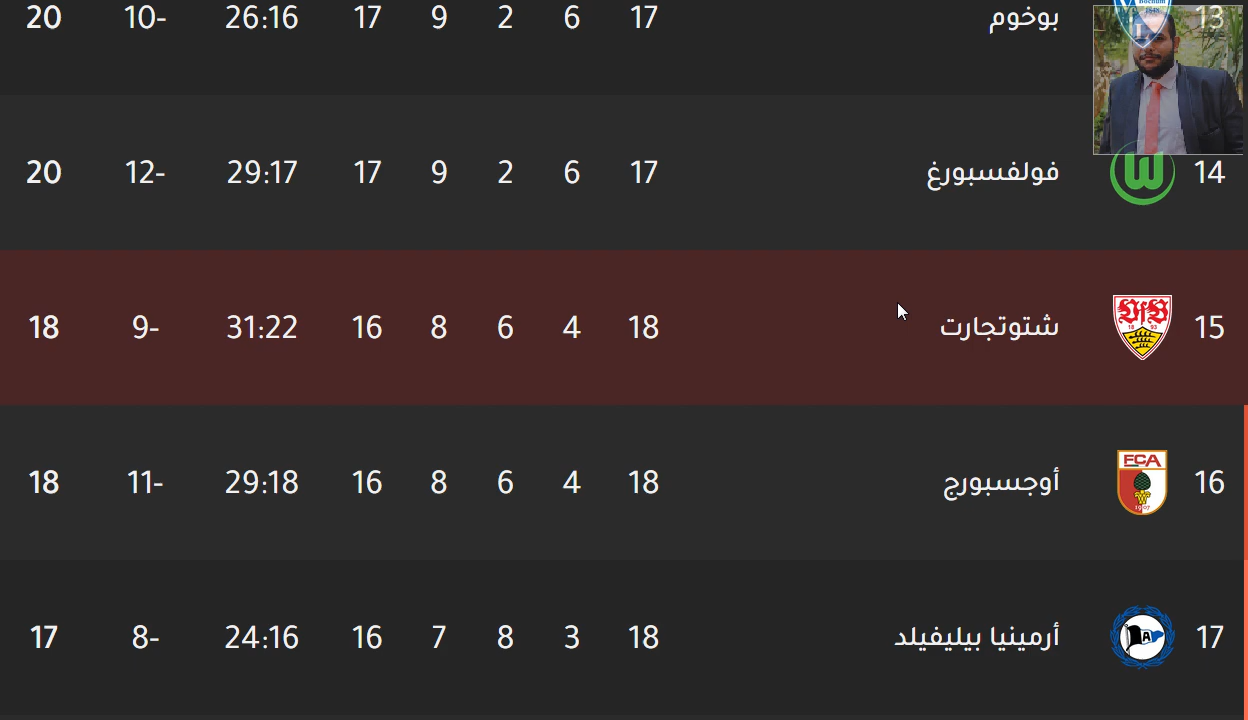 13 بوخوم 17 6 2 9 17 26:16 10- 20
14 فولفسبورغ 17 6 2 9 17 29:17 12- 20
15 شتوتجارت 18 4 6 8 16 31:22 9- 18
16 أوجسبورج 18 4 6 8 16 29:18 11- 18
17 أرمينيا بيليفيلد 18 3 8 7 16 24:16 8- 17